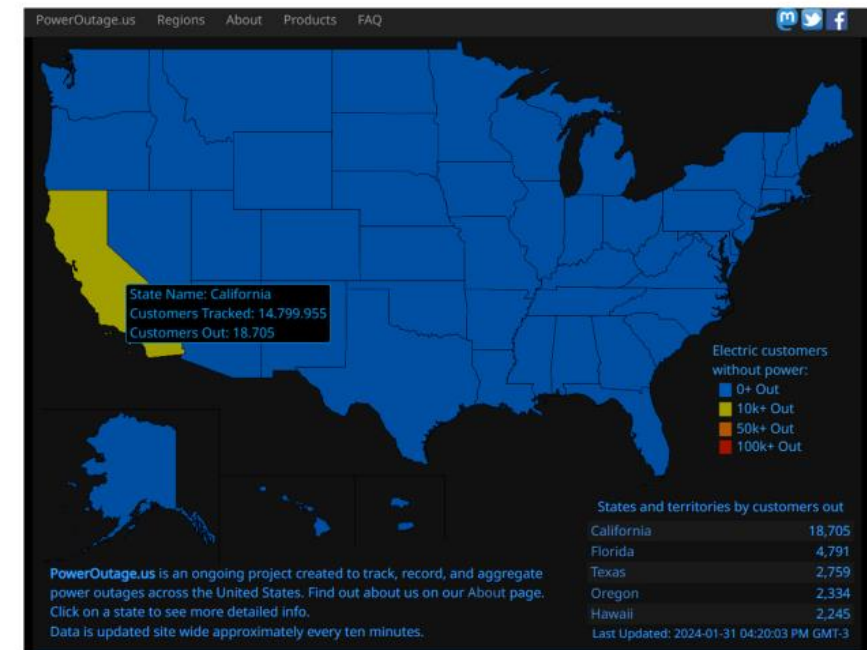 PowerOutage.us Regions About Products FAQ
State Name: California
Customers Tracked: 14.799.955
Customers Out: 18.705
Electric customers
without power:
0+ Out
10k+ Out
50k+ Out
100k+ Out
States and territories by customers out
California 18,705
Florida 4,791
Texas 2,759
Oregon 2,334
Hawaii 2,245
Last Updated: 2024-01-31 04:20:03 PM GMT-3
PowerOutage.us is an ongoing project created to track, record, and aggregate
power outages across the United States. Find out about us on our About page.
Click on a state to see more detailed info.
Data is updated site wide approximately every ten minutes.